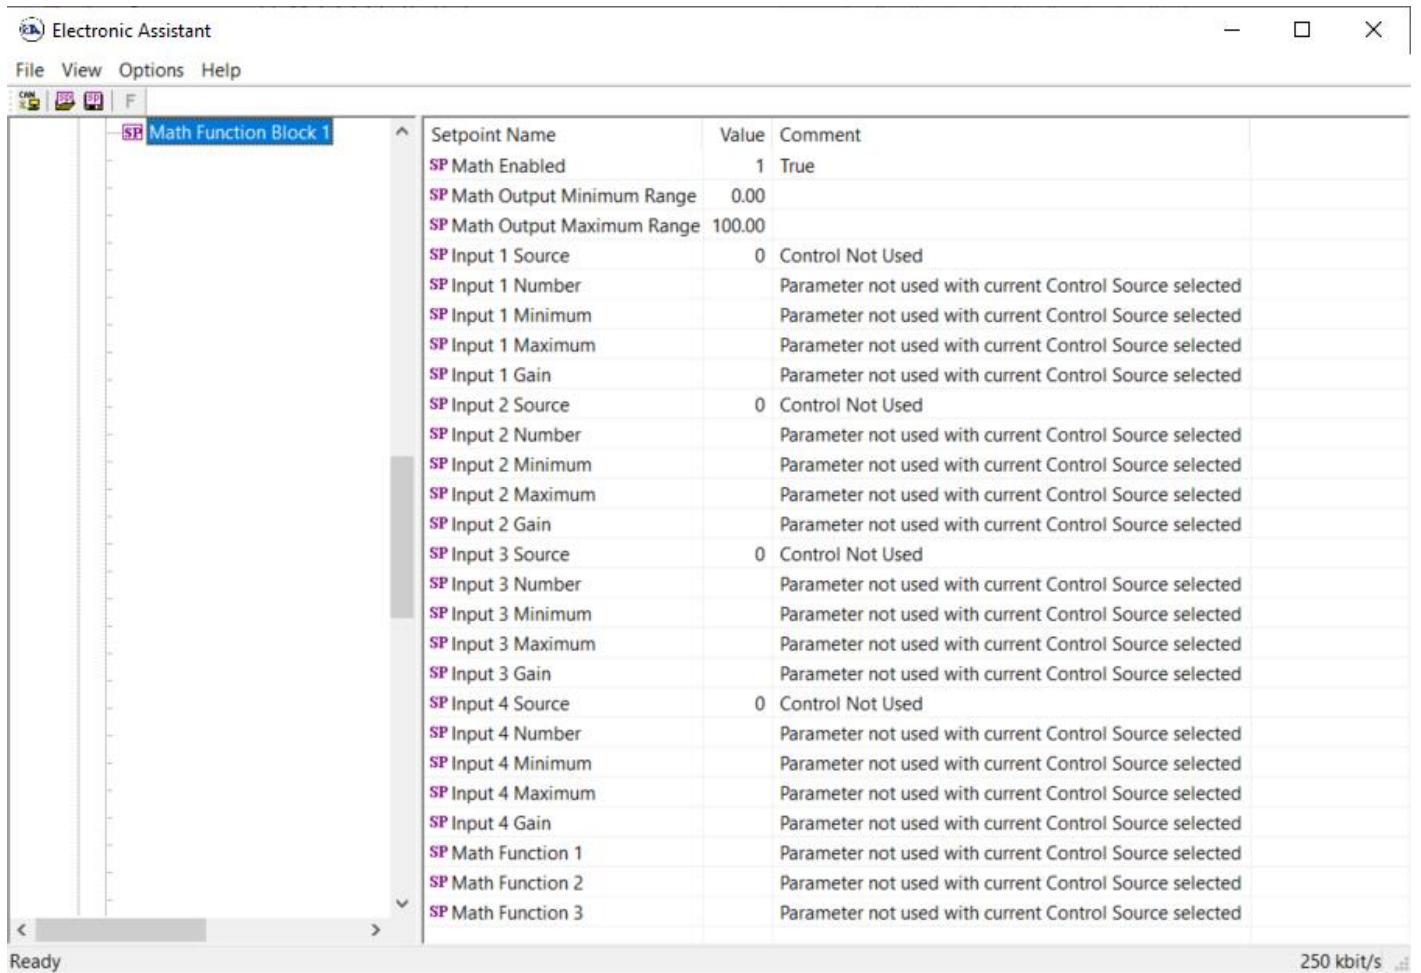 Electronic Assistant
File View Options Help
CAN SP SP F
SP Math Function Block 1
Setpoint Name Value Comment
SP Math Enabled 1 True
SP Math Output Minimum Range 0.00
SP Math Output Maximum Range 100.00
SP Input 1 Source 0 Control Not Used
SP Input 1 Number Parameter not used with current Control Source selected
SP Input 1 Minimum Parameter not used with current Control Source selected
SP Input 1 Maximum Parameter not used with current Control Source selected
SP Input 1 Gain Parameter not used with current Control Source selected
SP Input 2 Source 0 Control Not Used
SP Input 2 Number Parameter not used with current Control Source selected
SP Input 2 Minimum Parameter not used with current Control Source selected
SP Input 2 Maximum Parameter not used with current Control Source selected
SP Input 2 Gain Parameter not used with current Control Source selected
SP Input 3 Source 0 Control Not Used
SP Input 3 Number Parameter not used with current Control Source selected
SP Input 3 Minimum Parameter not used with current Control Source selected
SP Input 3 Maximum Parameter not used with current Control Source selected
SP Input 3 Gain Parameter not used with current Control Source selected
SP Input 4 Source 0 Control Not Used
SP Input 4 Number Parameter not used with current Control Source selected
SP Input 4 Minimum Parameter not used with current Control Source selected
SP Input 4 Maximum Parameter not used with current Control Source selected
SP Input 4 Gain Parameter not used with current Control Source selected
SP Math Function 1 Parameter not used with current Control Source selected
SP Math Function 2 Parameter not used with current Control Source selected
SP Math Function 3 Parameter not used with current Control Source selected
Ready 250 kbit/s